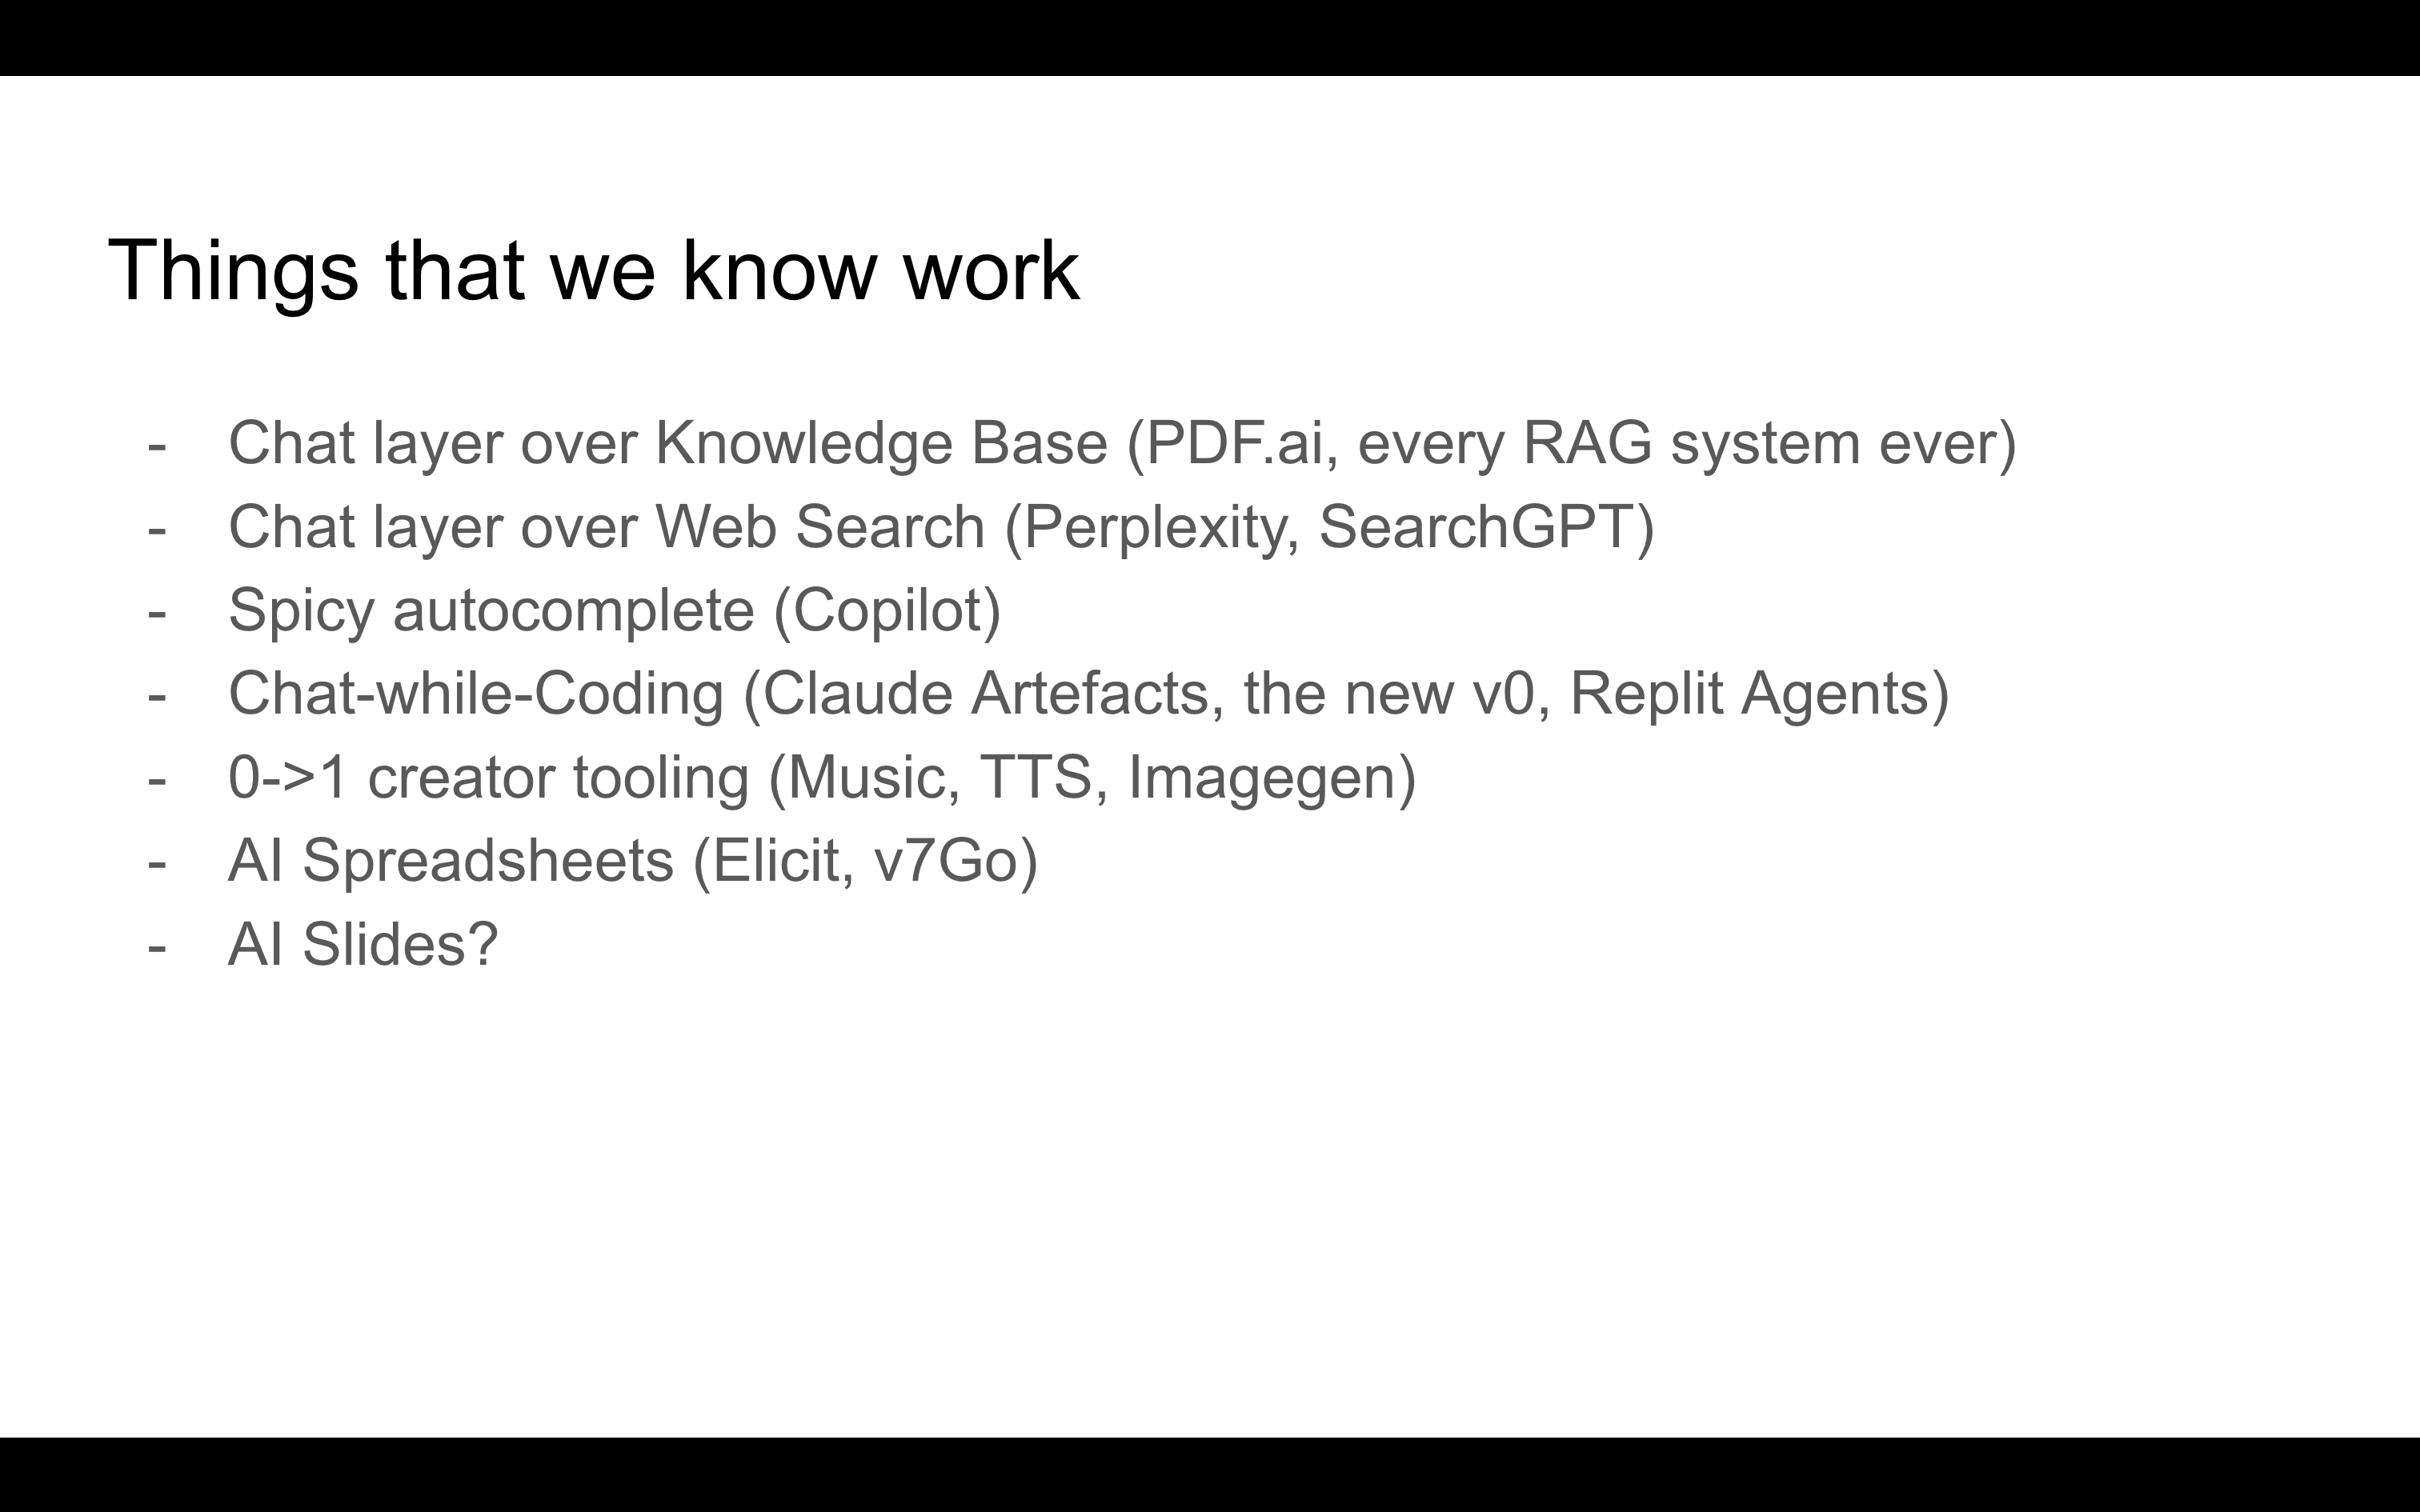 Things that we know work
- Chat layer over Knowledge Base (PDF.ai, every RAG system ever)
- Chat layer over Web Search (Perplexity, SearchGPT)
- Spicy autocomplete (Copilot)
- Chat-while-Coding (Claude Artefacts, the new v0, Replit Agents)
- 0->1 creator tooling (Music, TTS, Imagegen)
- AI Spreadsheets (Elicit, v7Go)
- AI Slides?